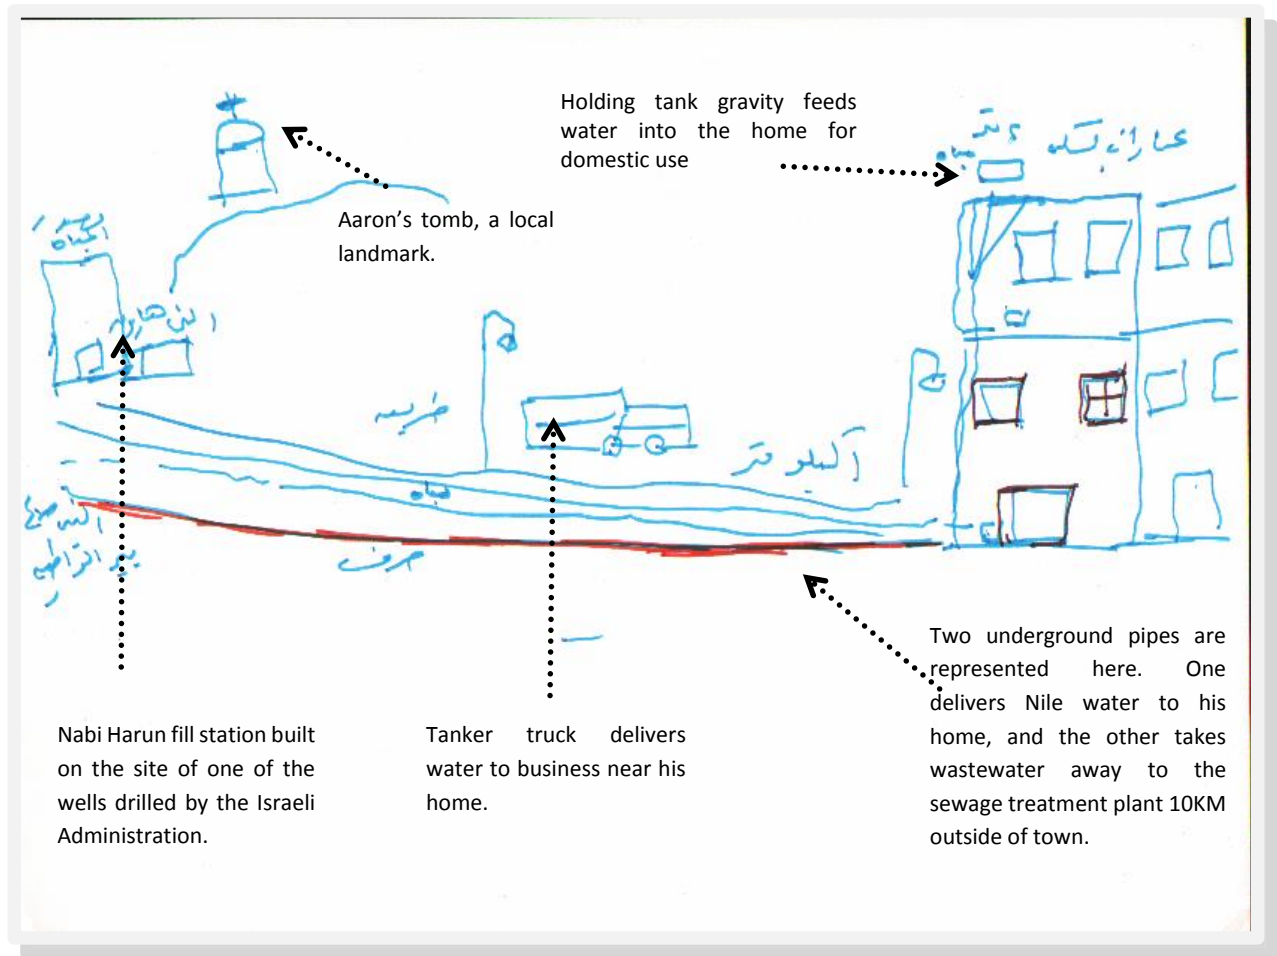 Holding tank gravity feeds
water into the home for
domestic use
Aaron’s tomb, a local
landmark.
مياه
صرف
Two underground pipes are
represented here. One
delivers Nile water to his
home, and the other takes
wastewater away to the
sewage treatment plant 10KM
outside of town.
Nabi Harun fill station built
on the site of one of the
wells drilled by the Israeli
Administration.
Tanker truck delivers
water to business near his
home.